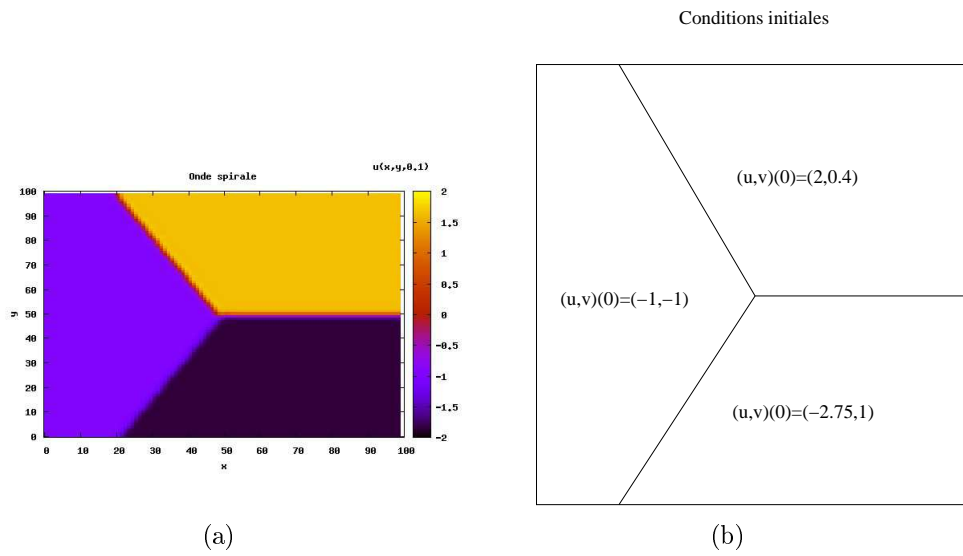 Conditions initiales
u(x,y,0.1)
Onde spirale
100
90
80
70
60
50
40
30
20
10
0
y
0 10 20 30 40 50 60 70 80 90 100
x
2
1.5
1
0.5
0
-0.5
-1
-1.5
-2
(a)
(u,v)(0)=(2,0.4)
(u,v)(0)=(−1,−1)
(u,v)(0)=(−2.75,1)
(b)